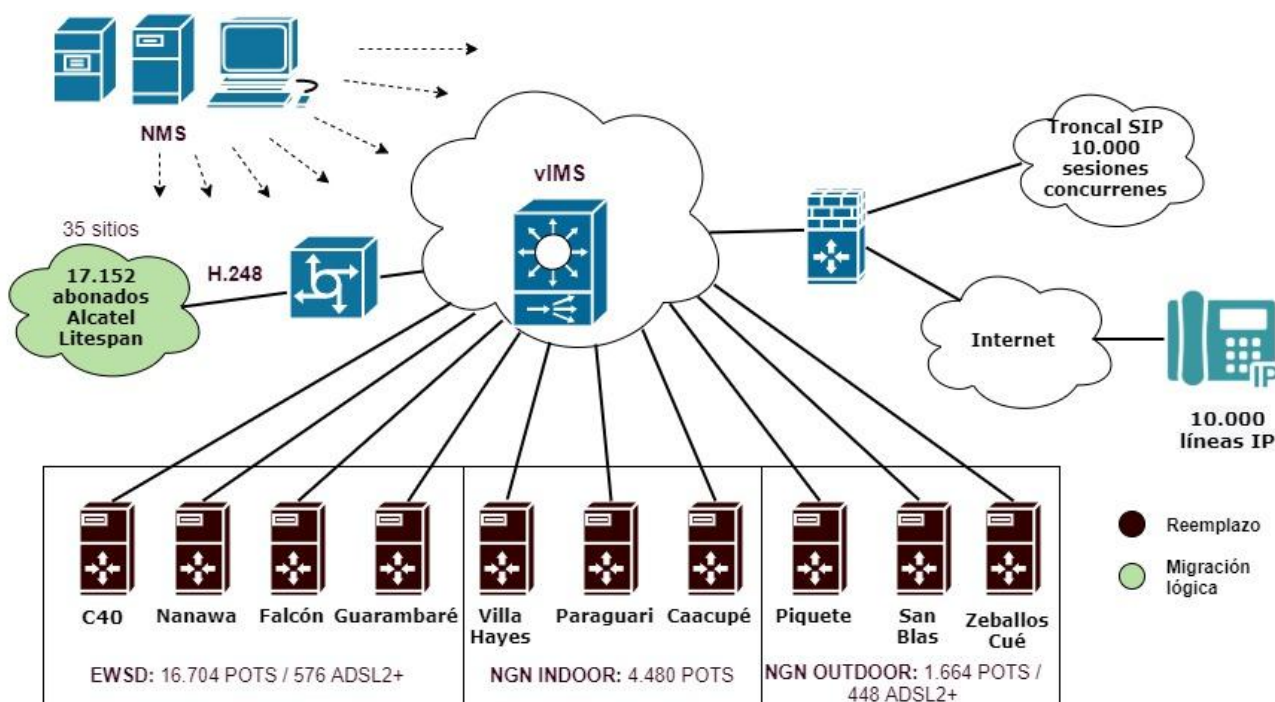 NMS
vIMS
Troncal SIP
10.000
sesiones
concurrenes
35 sitios
17.152
abonados
Alcatel
Litespan
H.248
Internet
IP
10.000
líneas IP
C40
Nanawa
Falcón
Guarambaré
Villa
Hayes
Paraguari
Caacupé
Piquete
San
Blas
Zeballos
Cué
EWSD: 16.704 POTS / 576 ADSL2+
NGN INDOOR: 4.480 POTS
NGN OUTDOOR: 1.664 POTS /
448 ADSL2+
Reemplazo
Migración
lógica